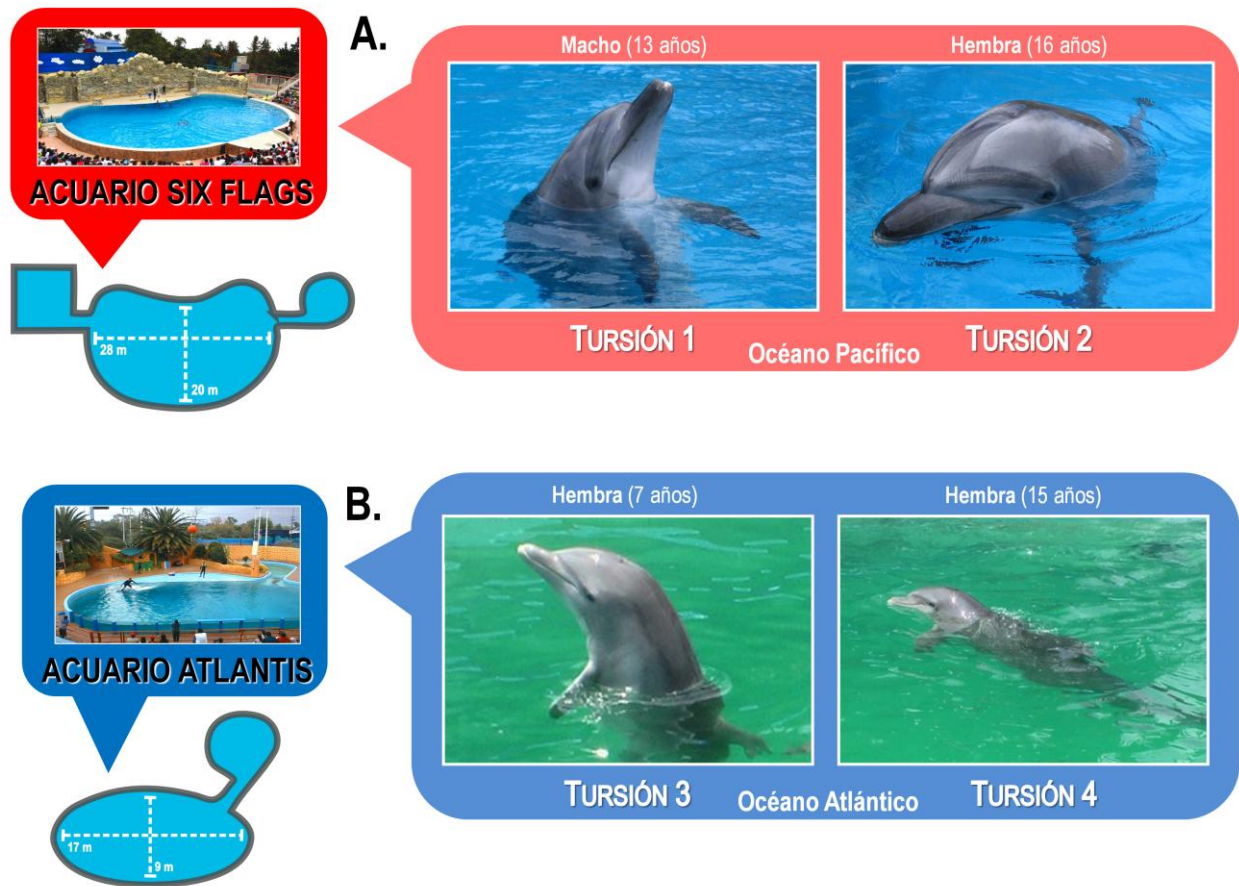 A.
ACUARIO SIX FLAGS
28 m
20 m
Macho (13 años)
Hembra (16 años)
TURSIÓN 1
TURSIÓN 2
Océano Pacífico
B.
ACUARIO ATLANTIS
17 m
9 m
Hembra (7 años)
Hembra (15 años)
TURSIÓN 3
TURSIÓN 4
Océano Atlántico